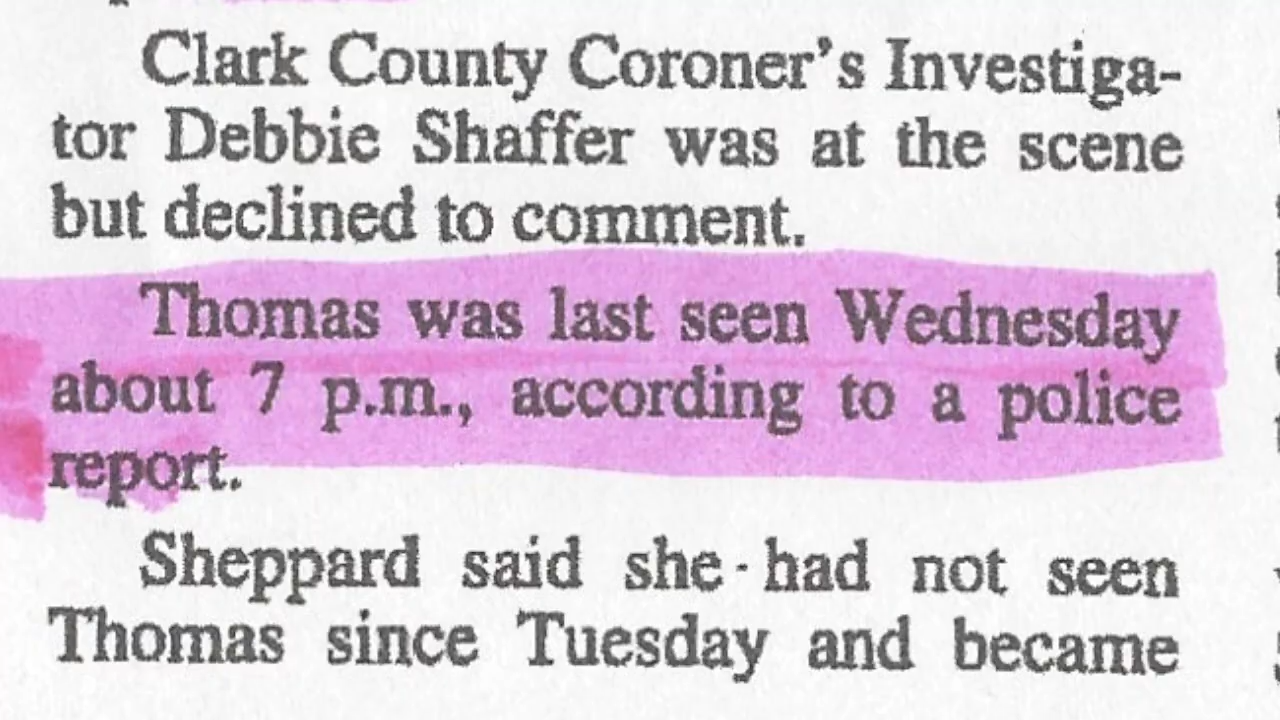 Clark County Coroner's Investiga-
tor Debbie Shaffer was at the scene
but declined to comment.
Thomas was last seen Wednesday
about 7 p.m., according to a police
report.
Sheppard said she had not seen
Thomas since Tuesday and became